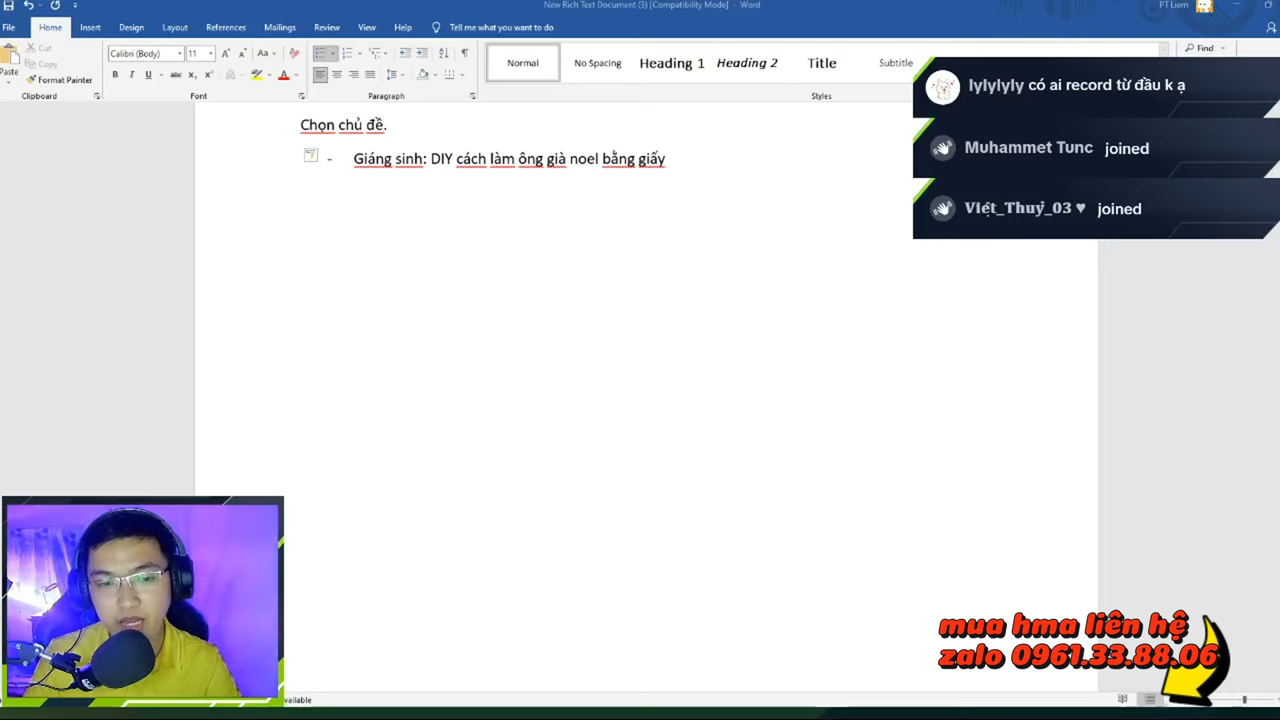 New Rich Text Document (3) [Compatibility Mode] - Word
PT Liem
File Home Insert Design Layout References Mailings Review View Help Tell me what you want to do
Cut
Copy
Paste
Format Painter
Calibri (Body) 11
Normal
No Spacing
Heading 1
Heading 2
Title
Subtitle
Find
Clipboard Font Paragraph Styles
Chọn chủ đề.
- Giáng sinh: DIY cách làm ông già noel bằng giấy
lylylyly có ai record từ đầu k ạ
Muhammet Tunc joined
Việt_Thuỷ_03 ♥ joined
mua hma liên hệ
zalo 0961.33.88.06
available